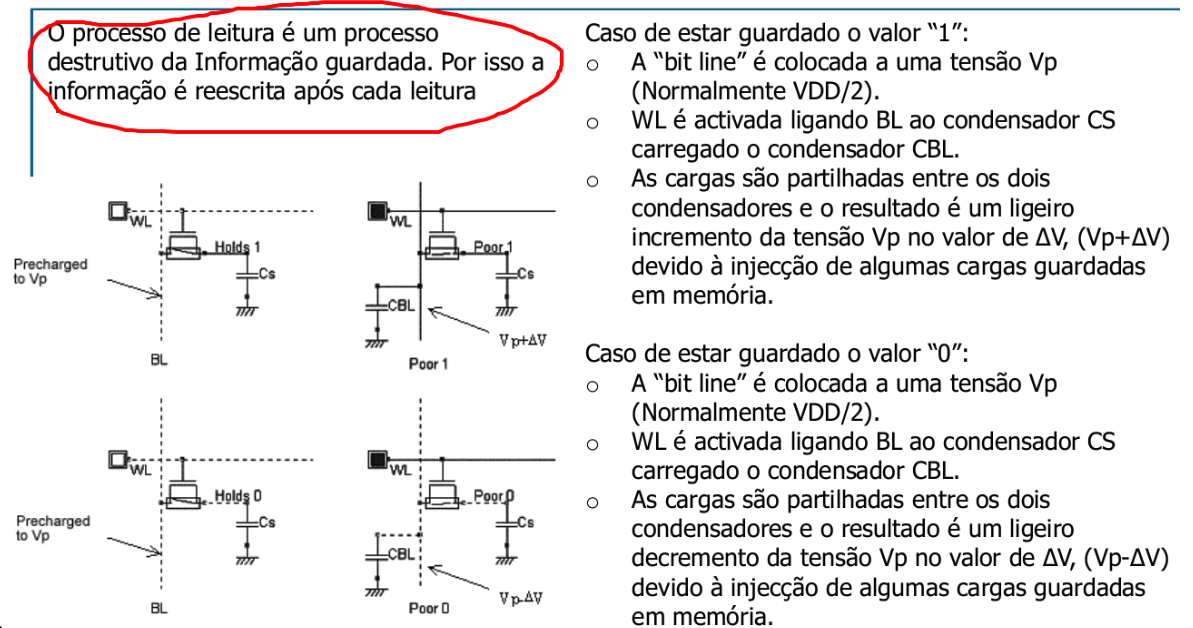 O processo de leitura é um processo
destrutivo da Informação guardada. Por isso a
informação é reescrita após cada leitura
Caso de estar guardado o valor “1”:
o A “bit line” é colocada a uma tensão Vp
(Normalmente VDD/2).
o WL é activada ligando BL ao condensador CS
carregado o condensador CBL.
o As cargas são partilhadas entre os dois
condensadores e o resultado é um ligeiro
incremento da tensão Vp no valor de ΔV, (Vp+ΔV)
devido à injecção de algumas cargas guardadas
em memória.
WL
Holds 1
Precharged
to Vp
Cs
BL
WL
Poor 1
Cs
CBL
Vp+ΔV
Poor 1
Caso de estar guardado o valor “0”:
o A “bit line” é colocada a uma tensão Vp
(Normalmente VDD/2).
o WL é activada ligando BL ao condensador CS
carregado o condensador CBL.
o As cargas são partilhadas entre os dois
condensadores e o resultado é um ligeiro
decremento da tensão Vp no valor de ΔV, (Vp-ΔV)
devido à injecção de algumas cargas guardadas
em memória.
WL
Holds 0
Precharged
to Vp
Cs
BL
WL
Poor 0
Cs
CBL
Vp-ΔV
Poor 0